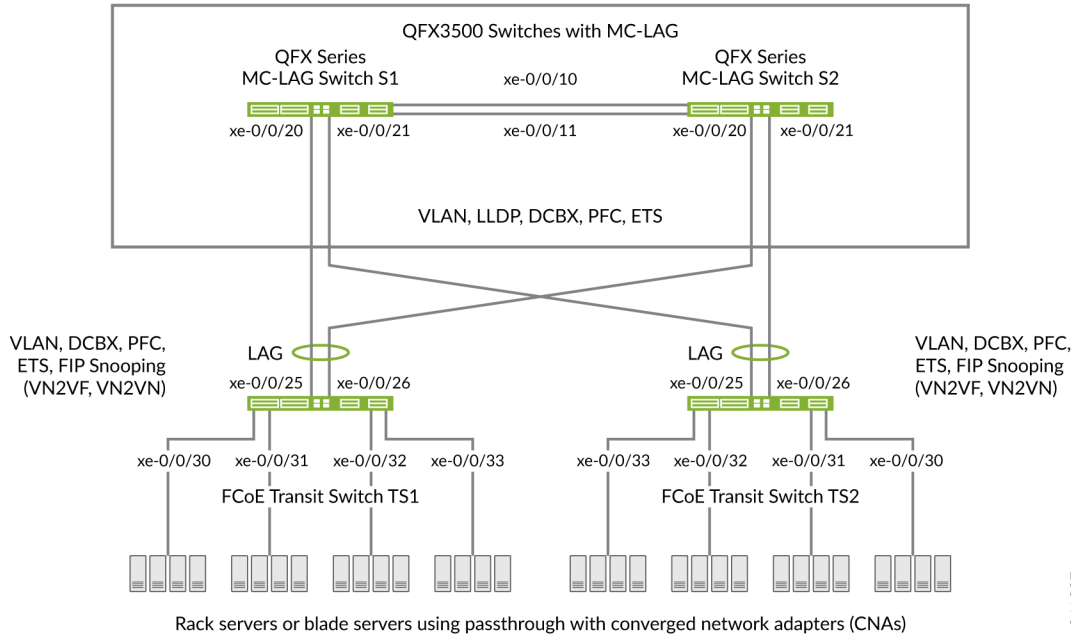 QFX3500 Switches with MC-LAG
QFX Series
MC-LAG Switch S1
xe-0/0/10
QFX Series
MC-LAG Switch S2
xe-0/0/20
xe-0/0/21
xe-0/0/11
xe-0/0/20
xe-0/0/21
VLAN, LLDP, DCBX, PFC, ETS
VLAN, DCBX, PFC,
ETS, FIP Snooping
(VN2VF, VN2VN)
LAG
LAG
VLAN, DCBX, PFC,
ETS, FIP Snooping
(VN2VF, VN2VN)
xe-0/0/25
xe-0/0/26
xe-0/0/25
xe-0/0/26
xe-0/0/30
xe-0/0/31
xe-0/0/32
xe-0/0/33
xe-0/0/33
xe-0/0/32
xe-0/0/31
xe-0/0/30
FCoE Transit Switch TS1
FCoE Transit Switch TS2
Rack servers or blade servers using passthrough with converged network adapters (CNAs)